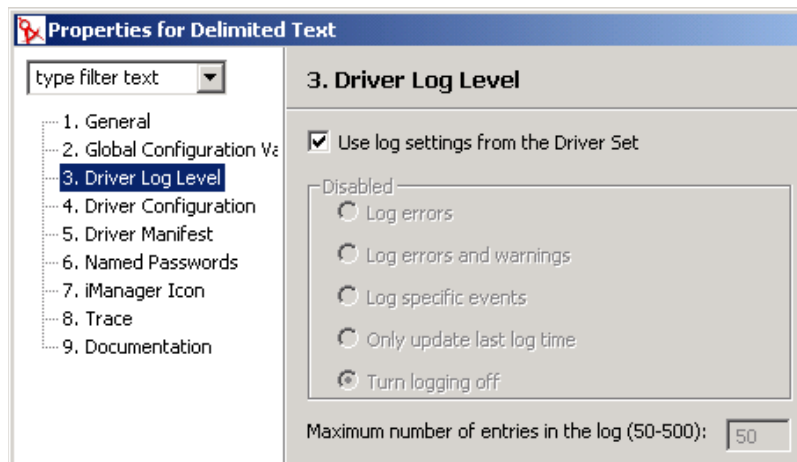 Properties for Delimited Text
type filter text
1. General
2. Global Configuration Va
3. Driver Log Level
4. Driver Configuration
5. Driver Manifest
6. Named Passwords
7. iManager Icon
8. Trace
9. Documentation
3. Driver Log Level
Use log settings from the Driver Set
Disabled
Log errors
Log errors and warnings
Log specific events
Only update last log time
Turn logging off
Maximum number of entries in the log (50-500): 50